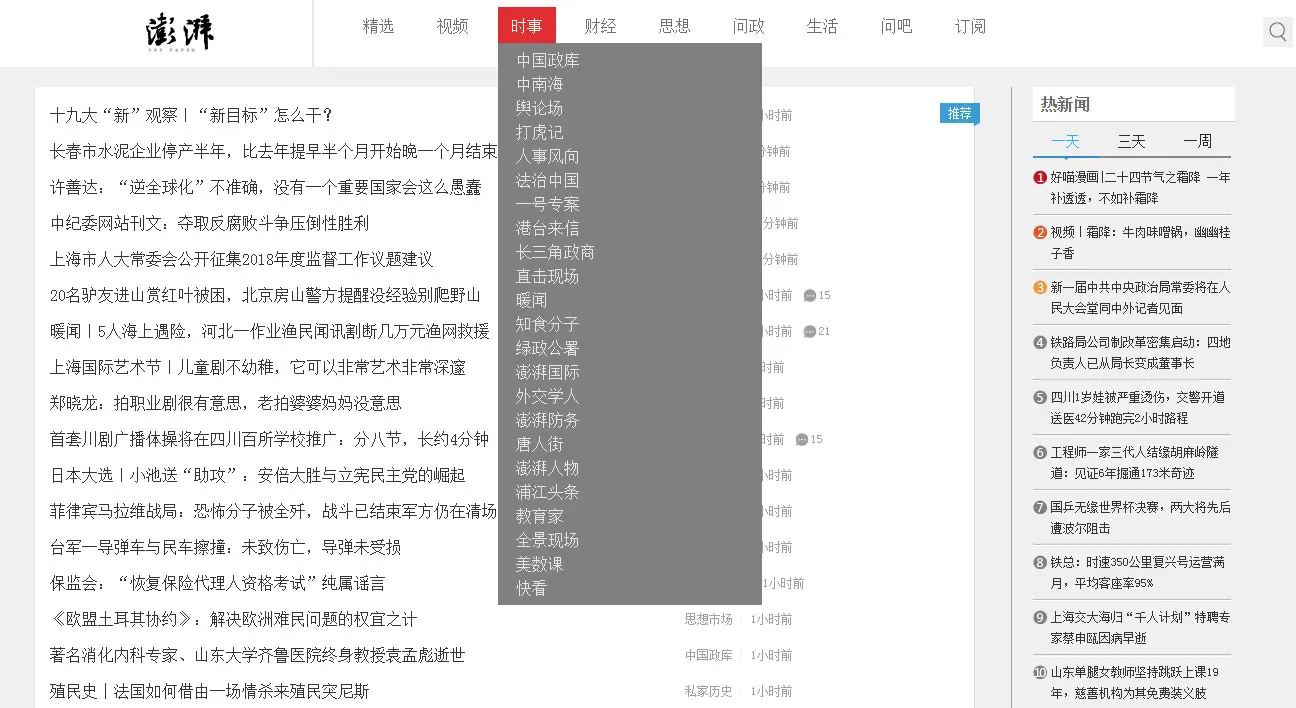 澎湃
THE PAPER
精选 视频 时事 财经 思想 问政 生活 问吧 订阅
中国政库
中南海
舆论场
打虎记
人事风向
法治中国
一号专案
港台来信
长三角政商
直击现场
暖闻
知食分子
绿政公署
澎湃国际
外交学人
澎湃防务
唐人街
澎湃人物
浦江头条
教育家
全景现场
美数课
快看
推荐
十九大“新”观察丨“新目标”怎么干？ 小时前
长春市水泥企业停产半年，比去年提早半个月开始晚一个月结束 分钟前
许善达：“逆全球化”不准确，没有一个重要国家会这么愚蠢 分钟前
中纪委网站刊文：夺取反腐败斗争压倒性胜利 分钟前
上海市人大常委会公开征集2018年度监督工作议题建议 分钟前
20名驴友进山赏红叶被困，北京房山警方提醒没经验别爬野山 小时前 15
暖闻丨5人海上遇险，河北一作业渔民闻讯割断几万元渔网救援 小时前 21
上海国际艺术节丨儿童剧不幼稚，它可以非常艺术非常深邃 时前
郑晓龙：拍职业剧很有意思，老拍婆婆妈妈没意思 时前
首套川剧广播体操将在四川百所学校推广：分八节，长约4分钟 时前 15
日本大选丨小池送“助攻”：安倍大胜与立宪民主党的崛起 小时前
菲律宾马拉维战局：恐怖分子被全歼，战斗已结束军方仍在清场 小时前
台军一导弹车与民车擦撞：未致伤亡，导弹未受损 小时前
保监会：“恢复保险代理人资格考试”纯属谣言 1小时前
《欧盟土耳其协约》：解决欧洲难民问题的权宜之计 思想市场 1小时前
著名消化内科专家、山东大学齐鲁医院终身教授袁孟彪逝世 中国政库 1小时前
殖民史丨法国如何借由一场情杀来殖民突尼斯 私家历史 1小时前
热新闻
一天 三天 一周
1 好喵漫画|二十四节气之霜降 一年
补透透，不如补霜降
2 视频丨霜降：牛肉味噌锅，幽幽桂
子香
3 新一届中共中央政治局常委将在人
民大会堂同中外记者见面
4 铁路局公司制改革密集启动：四地
负责人已从局长变成董事长
5 四川1岁娃被严重烫伤，交警开道
送医42分钟跑完2小时路程
6 工程师一家三代人结缘胡麻岭隧
道：见证6年掘通173米奇迹
7 国乒无缘世界杯决赛，两大将先后
遭波尔阻击
8 铁总：时速350公里复兴号运营满
月，平均客座率95%
9 上海交大海归“千人计划”特聘专
家蔡申瓯因病早逝
10 山东单腿女教师坚持跳跃上课19
年，慈善机构为其免费装义肢